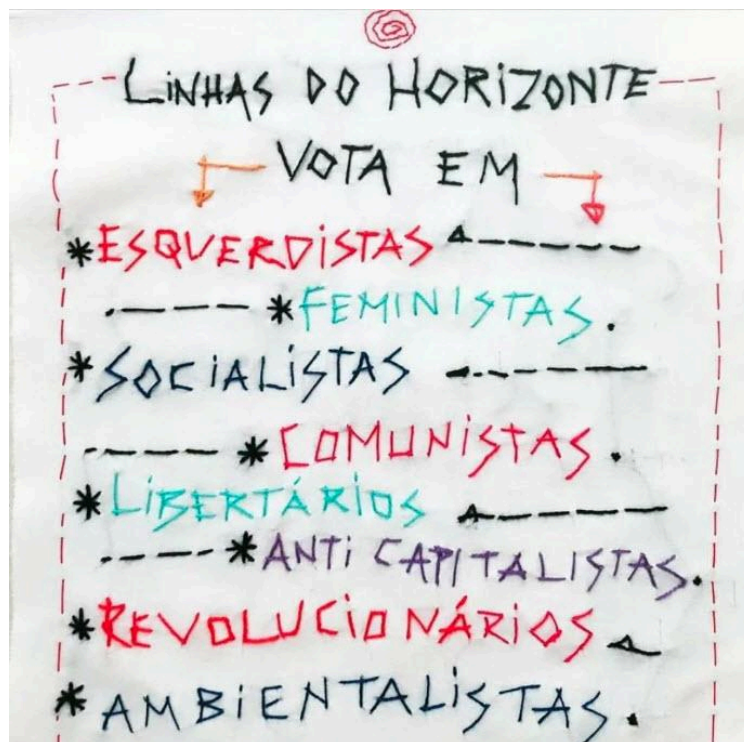 LiNHAS DO HORiZONTE
VOTA EM
*ESQUERDiSTAS
*FEMINISTAS.
*SOCiALiSTAS
*COMUNiSTAS.
*LiBERTÁRiOS
*ANTi CAPITALISTAS.
*REVOLUCiONÁRiOS
*AMBiENTALiSTAS.